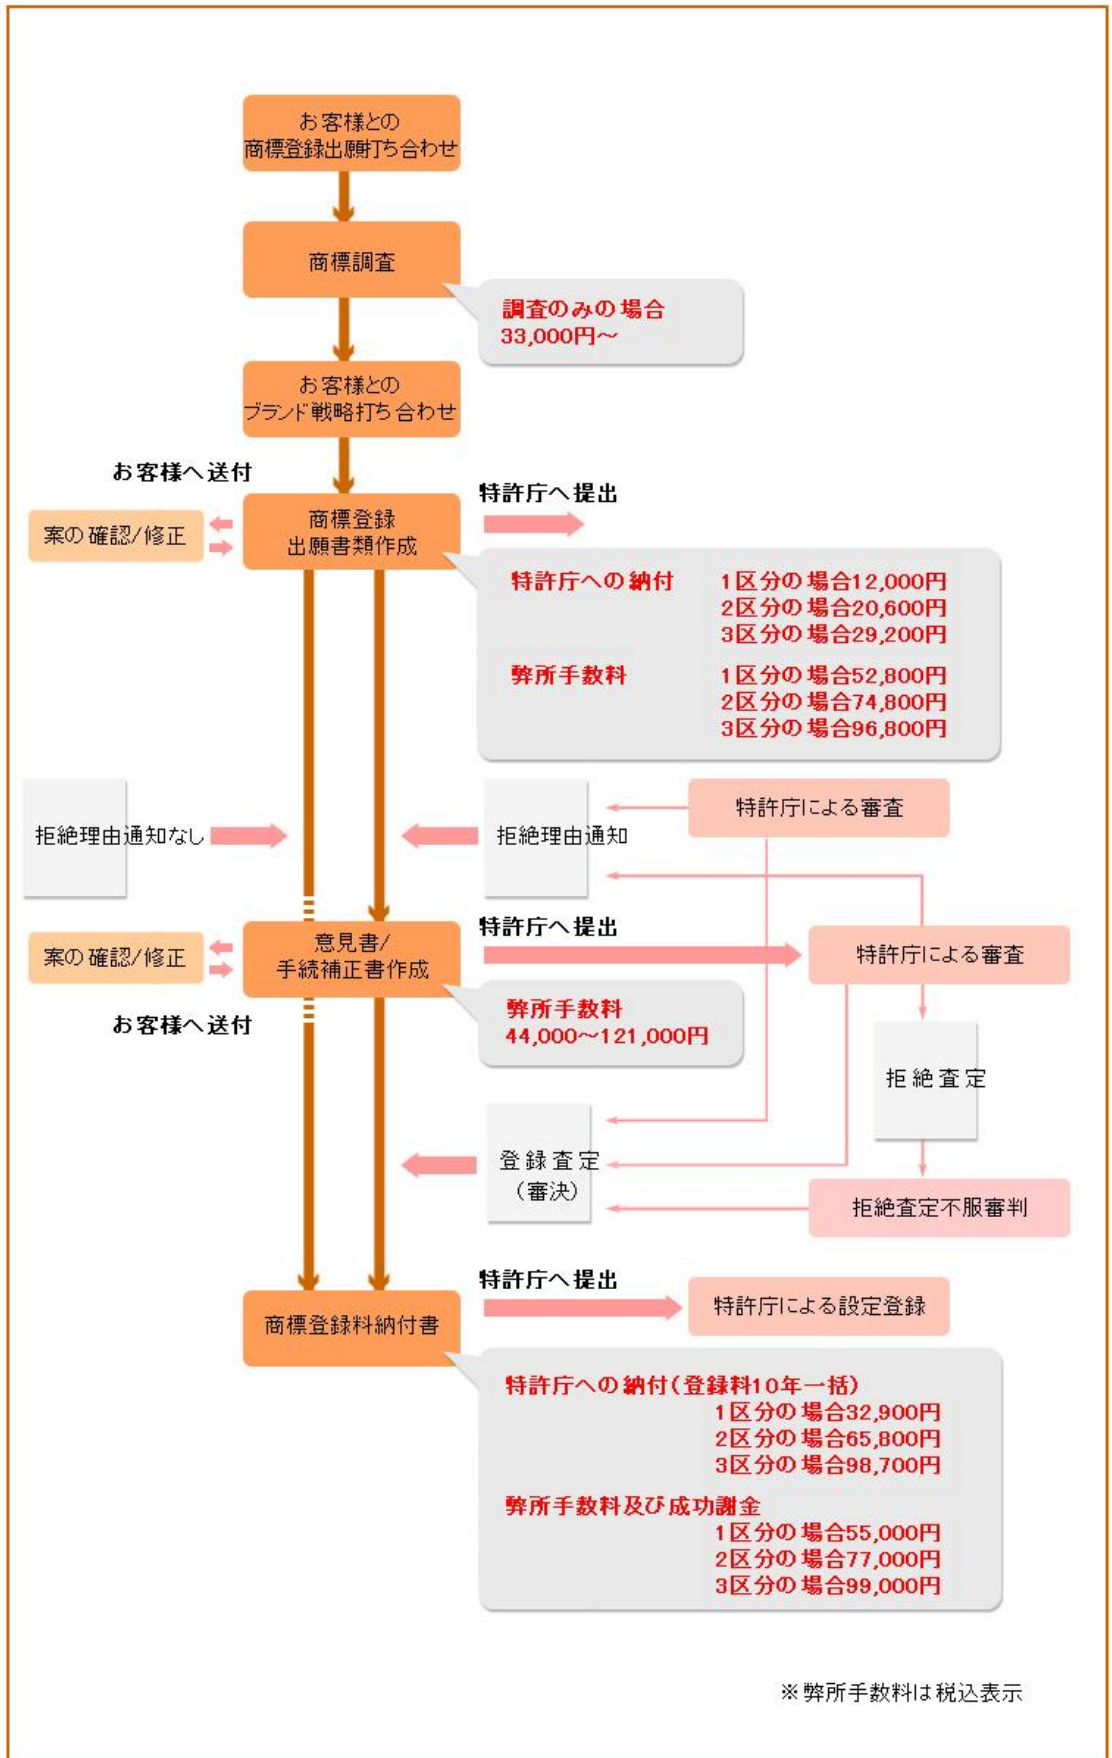 お客様との
商標登録出願打ち合わせ
商標調査
調査のみの場合
33,000円～
お客様との
ブランド戦略打ち合わせ
お客様へ送付
特許庁へ提出
案の確認/修正
商標登録
出願書類作成
特許庁への納付 1区分の場合12,000円
2区分の場合20,600円
3区分の場合29,200円
弊所手数料 1区分の場合52,800円
2区分の場合74,800円
3区分の場合96,800円
拒絶理由通知なし
拒絶理由通知
特許庁による審査
特許庁へ提出
案の確認/修正
意見書/
手続補正書作成
特許庁による審査
お客様へ送付
弊所手数料
44,000～121,000円
拒絶査定
登録査定
（審決）
拒絶査定不服審判
特許庁へ提出
商標登録料納付書
特許庁による設定登録
特許庁への納付（登録料10年一括）
1区分の場合32,900円
2区分の場合65,800円
3区分の場合98,700円
弊所手数料及び成功謝金
1区分の場合55,000円
2区分の場合77,000円
3区分の場合99,000円
※弊所手数料は税込表示